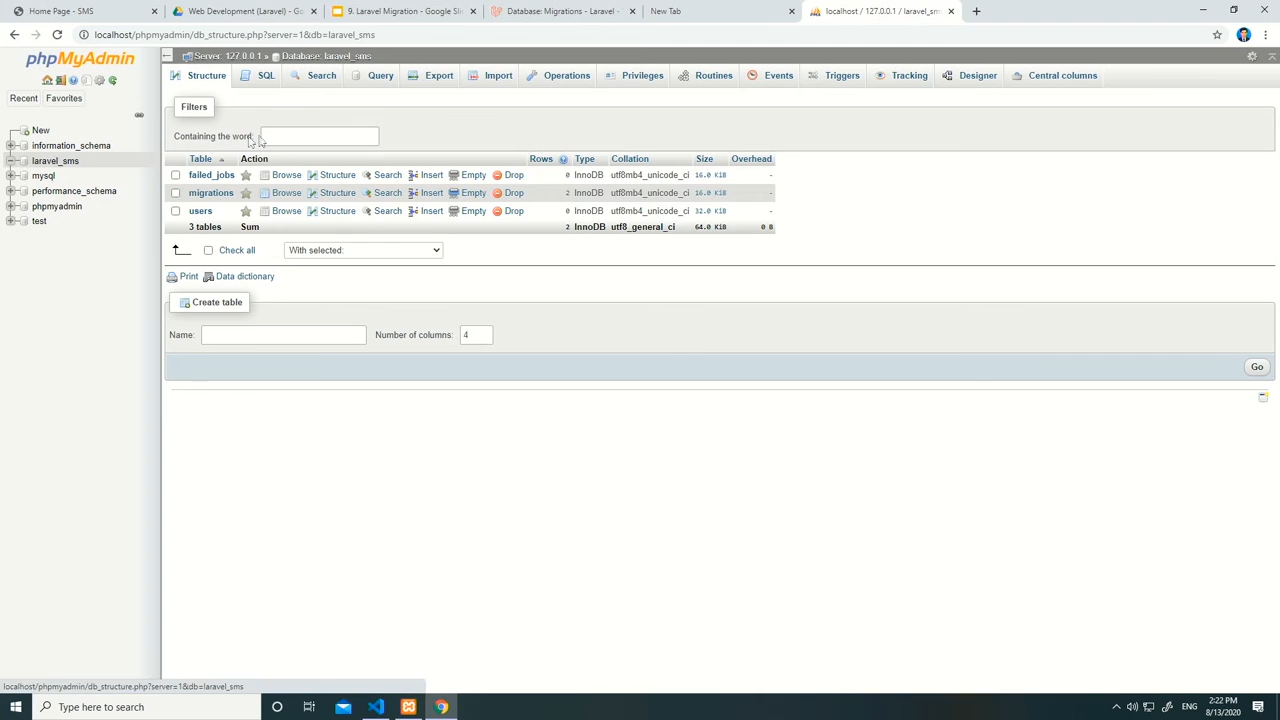 Home Page - SMS
Web Development (Laravel) - Go
9. Laravel Migration - Google Sli
Database: Migrations - Laravel -
New Tab
localhost / 127.0.0.1 / laravel_sm
localhost/phpmyadmin/db_structure.php?server=1&db=laravel_sms
phpMyAdmin
Recent
Favorites
New
information_schema
laravel_sms
mysql
performance_schema
phpmyadmin
test
Server: 127.0.0.1 » Database: laravel_sms
Structure
SQL
Search
Query
Export
Import
Operations
Privileges
Routines
Events
Triggers
Tracking
Designer
Central columns
Filters
Containing the word:
Table Action Rows Type Collation Size Overhead
failed_jobs Browse Structure Search Insert Empty Drop 0 InnoDB utf8mb4_unicode_ci 16.0 KiB -
migrations Browse Structure Search Insert Empty Drop 2 InnoDB utf8mb4_unicode_ci 16.0 KiB -
users Browse Structure Search Insert Empty Drop 0 InnoDB utf8mb4_unicode_ci 32.0 KiB -
3 tables Sum 2 InnoDB utf8_general_ci 64.0 KiB 0 B
Check all
With selected:
Print Data dictionary
Create table
Name:
Number of columns: 4
Go
localhost/phpmyadmin/db_structure.php?server=1&db=laravel_sms
Type here to search
ENG
2:22 PM
8/13/2020